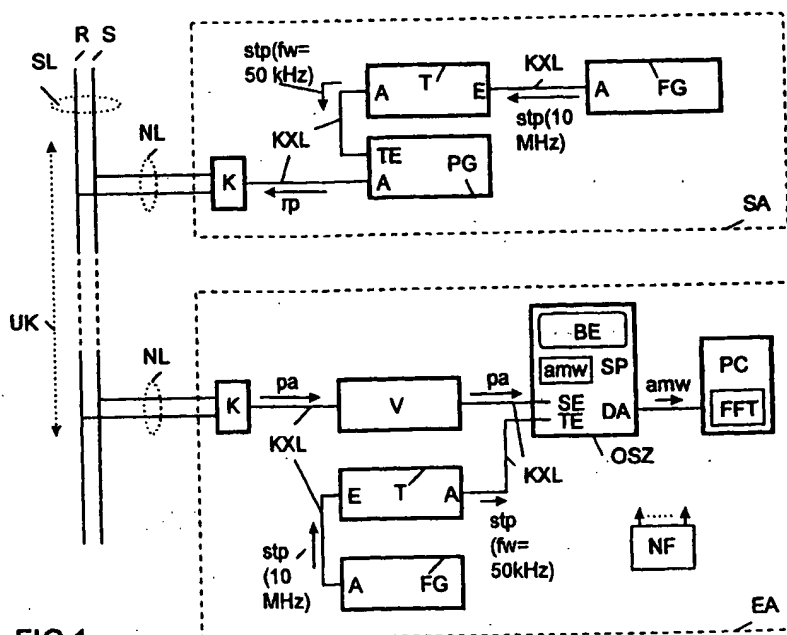 R S
SL
NL
UK
K
KXL
rp
stp(fw=
50 kHz)
A T E
KXL
TE
A PG
KXL
stp(10
MHz)
A FG
SA
NL
K
pa
KXL
V
pa
KXL
BE
amw SP
SE
TE DA
OSZ
amw
PC
FFT
E T A
stp
(fw=
50kHz)
stp
(10
MHz)
A FG
NF
EA
FIG 1